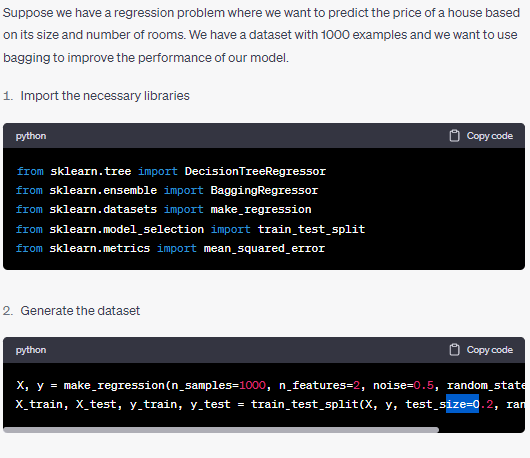 Suppose we have a regression problem where we want to predict the price of a house based
on its size and number of rooms. We have a dataset with 1000 examples and we want to use
bagging to improve the performance of our model.
1. Import the necessary libraries
python Copy code
from sklearn.tree import DecisionTreeRegressor
from sklearn.ensemble import BaggingRegressor
from sklearn.datasets import make_regression
from sklearn.model_selection import train_test_split
from sklearn.metrics import mean_squared_error
2. Generate the dataset
python Copy code
X, y = make_regression(n_samples=1000, n_features=2, noise=0.5, random_state
X_train, X_test, y_train, y_test = train_test_split(X, y, test_size=0.2, ran